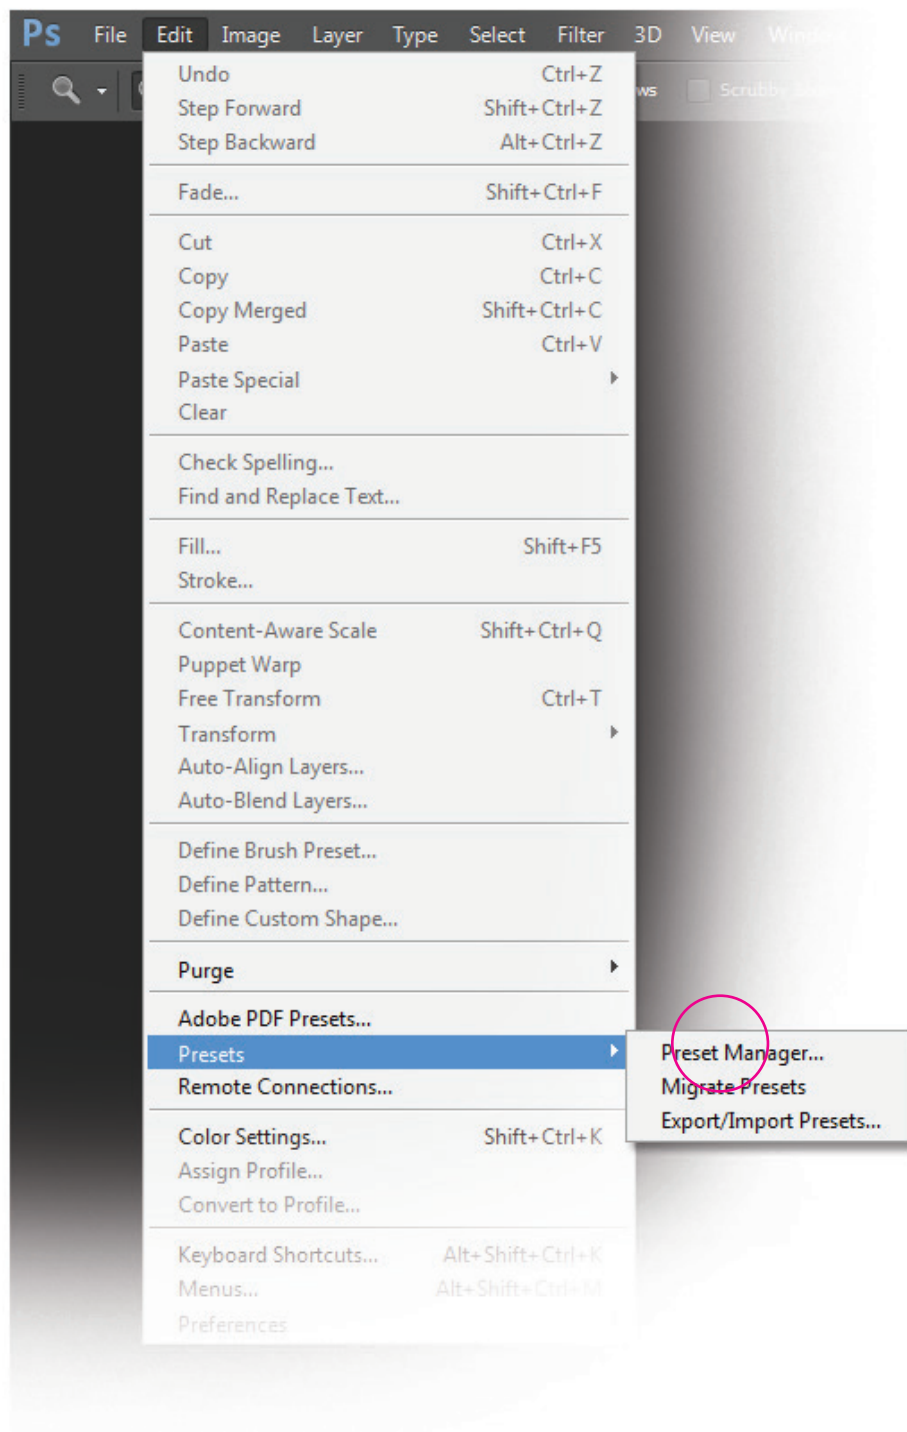 Ps File Edit Image Layer Type Select Filter 3D View
ws
Undo Ctrl+Z
Step Forward Shift+Ctrl+Z
Step Backward Alt+Ctrl+Z
Fade... Shift+Ctrl+F
Cut Ctrl+X
Copy Ctrl+C
Copy Merged Shift+Ctrl+C
Paste Ctrl+V
Paste Special
Clear
Check Spelling...
Find and Replace Text...
Fill... Shift+F5
Stroke...
Content-Aware Scale Shift+Ctrl+Q
Puppet Warp
Free Transform Ctrl+T
Transform
Auto-Align Layers...
Auto-Blend Layers...
Define Brush Preset...
Define Pattern...
Define Custom Shape...
Purge
Adobe PDF Presets...
Presets
Remote Connections...
Color Settings... Shift+Ctrl+K
Assign Profile...
Convert to Profile...
Keyboard Shortcuts... Alt+Shift+Ctrl+K
Menus... Alt+Shift+Ctrl+M
Preferences
Preset Manager...
Migrate Presets
Export/Import Presets...